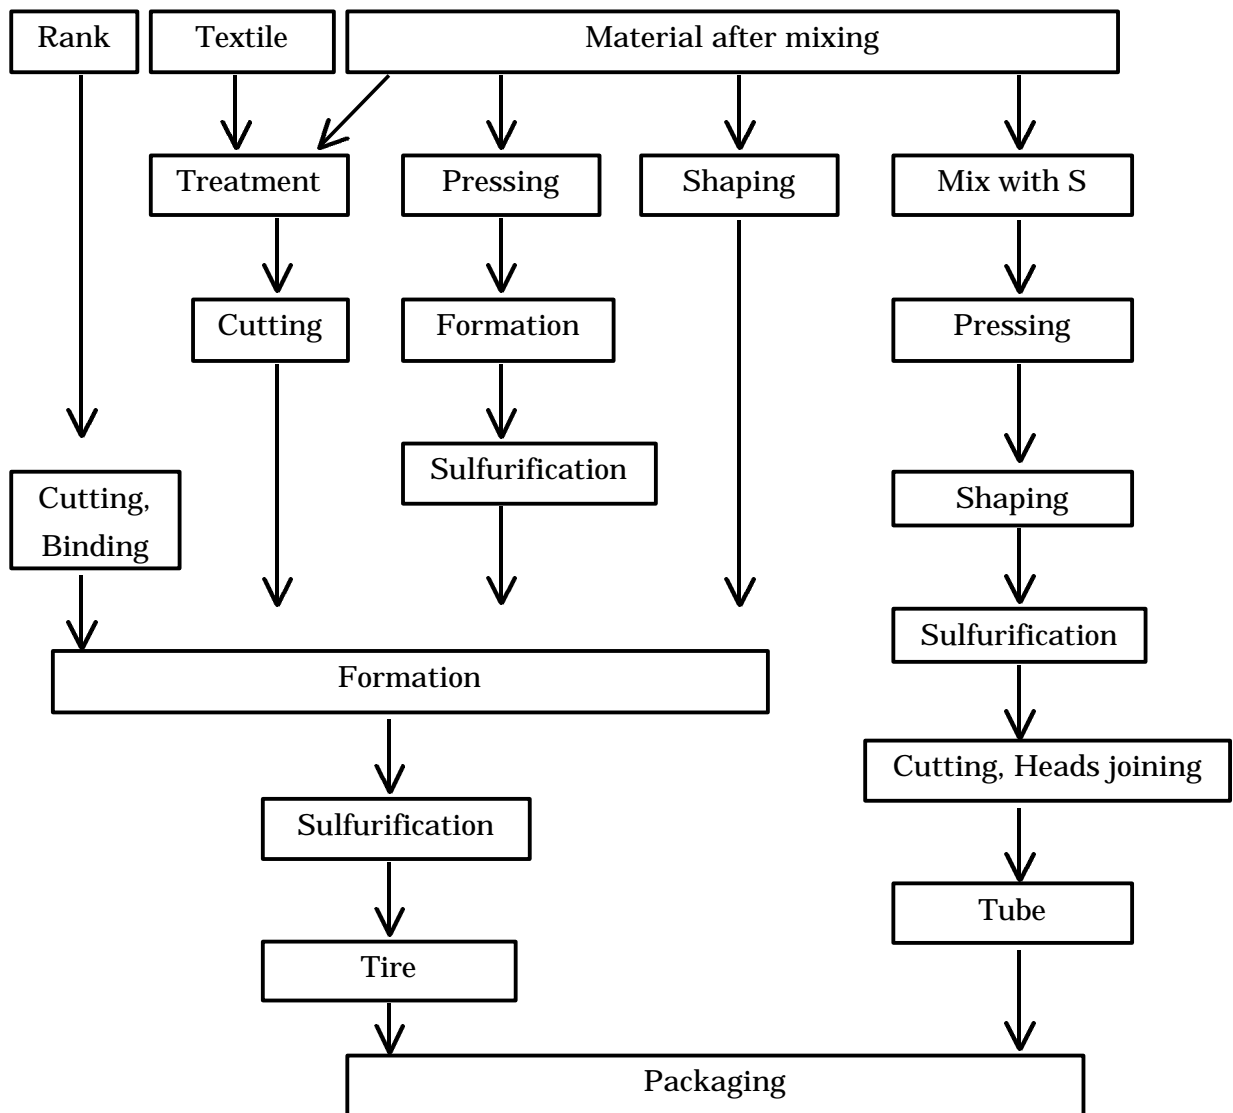 Rank
Textile
Material after mixing
Treatment
Pressing
Shaping
Mix with S
Cutting
Formation
Pressing
Sulfurification
Cutting,
Binding
Shaping
Sulfurification
Formation
Cutting, Heads joining
Sulfurification
Tube
Tire
Packaging